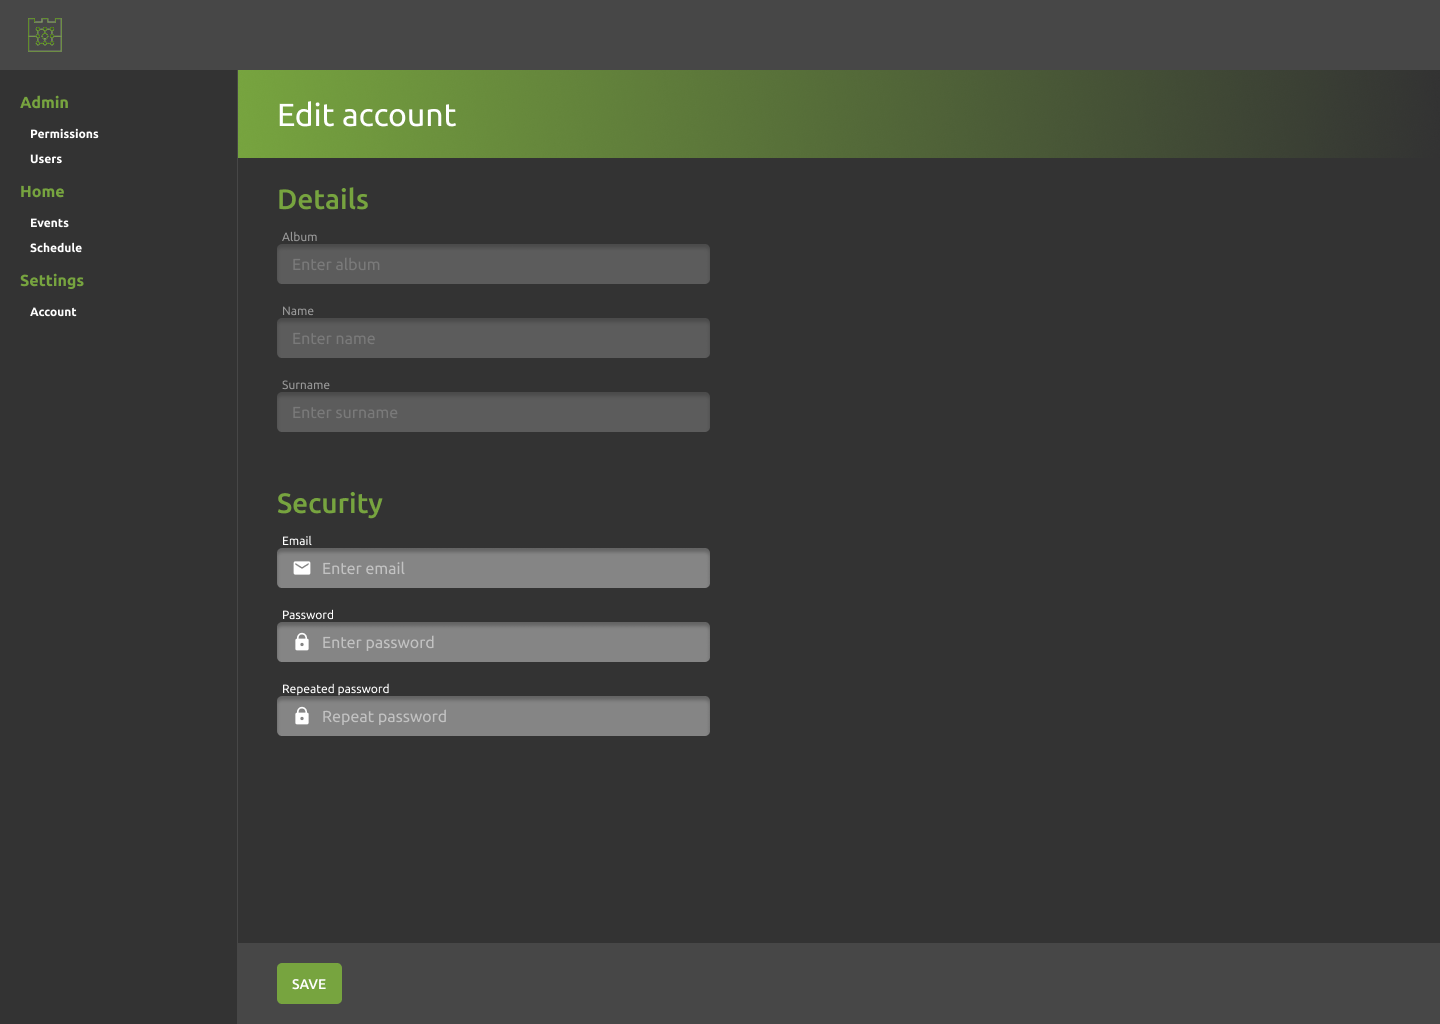 Admin
Permissions
Users
Home
Events
Schedule
Settings
Account
Edit account
Details
Album
Enter album
Name
Enter name
Surname
Enter surname
Security
Email
Enter email
Password
Enter password
Repeated password
Repeat password
SAVE